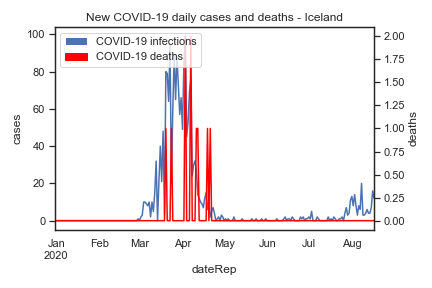 New COVID-19 daily cases and deaths - Iceland
COVID-19 infections
COVID-19 deaths
100
80
60
40
20
0
cases
2.00
1.75
1.50
1.25
1.00
0.75
0.50
0.25
0.00
deaths
Jan Feb Mar Apr May Jun Jul Aug
2020
dateRep